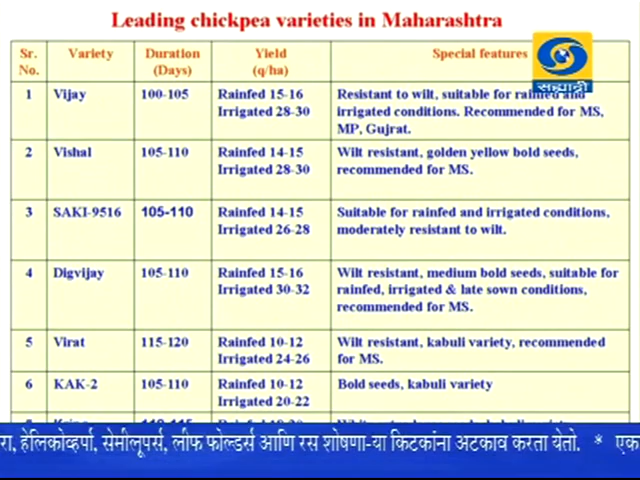 Leading chickpea varieties in Maharashtra
Sr. No. Variety Duration (Days) Yield (q/ha) Special features
1 Vijay 100-105 Rainfed 15-16 Resistant to wilt, suitable for rainfed and
Irrigated 28-30 irrigated conditions. Recommended for MS,
MP, Gujrat.
2 Vishal 105-110 Rainfed 14-15 Wilt resistant, golden yellow bold seeds,
Irrigated 28-30 recommended for MS.
3 SAKI-9516 105-110 Rainfed 14-15 Suitable for rainfed and irrigated conditions,
Irrigated 26-28 moderately resistant to wilt.
4 Digvijay 105-110 Rainfed 15-16 Wilt resistant, medium bold seeds, suitable for
Irrigated 30-32 rainfed, irrigated & late sown conditions,
recommended for MS.
5 Virat 115-120 Rainfed 10-12 Wilt resistant, kabuli variety, recommended
Irrigated 24-26 for MS.
6 KAK-2 105-110 Rainfed 10-12 Bold seeds, kabuli variety
Irrigated 20-22
सह्याद्री
रा, हेलिकोव्हर्पा, सेमीलूपर्स, लीफ फोल्डर्स आणि रस शोषणा-या किटकांना अटकाव करता येतो. * एक